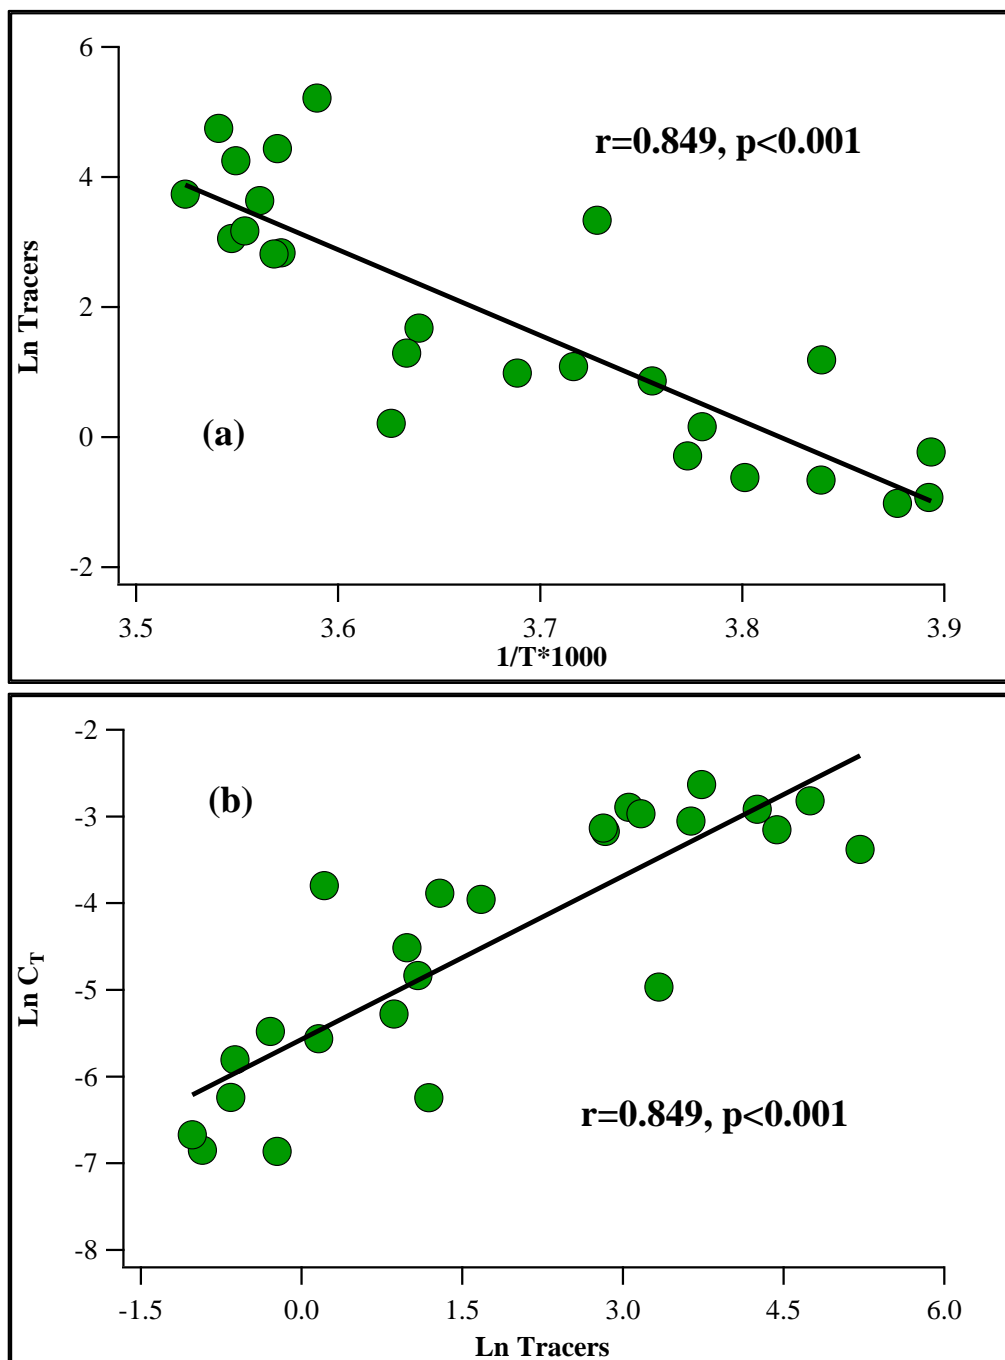 6
r=0.849, p<0.001
4
Ln Tracers
2
(a)
0
-2
3.5 3.6 3.7 3.8 3.9
1/T*1000
-2
(b)
-3
-4
Ln C_T
-5
-6
r=0.849, p<0.001
-7
-8
-1.5 0.0 1.5 3.0 4.5 6.0
Ln Tracers